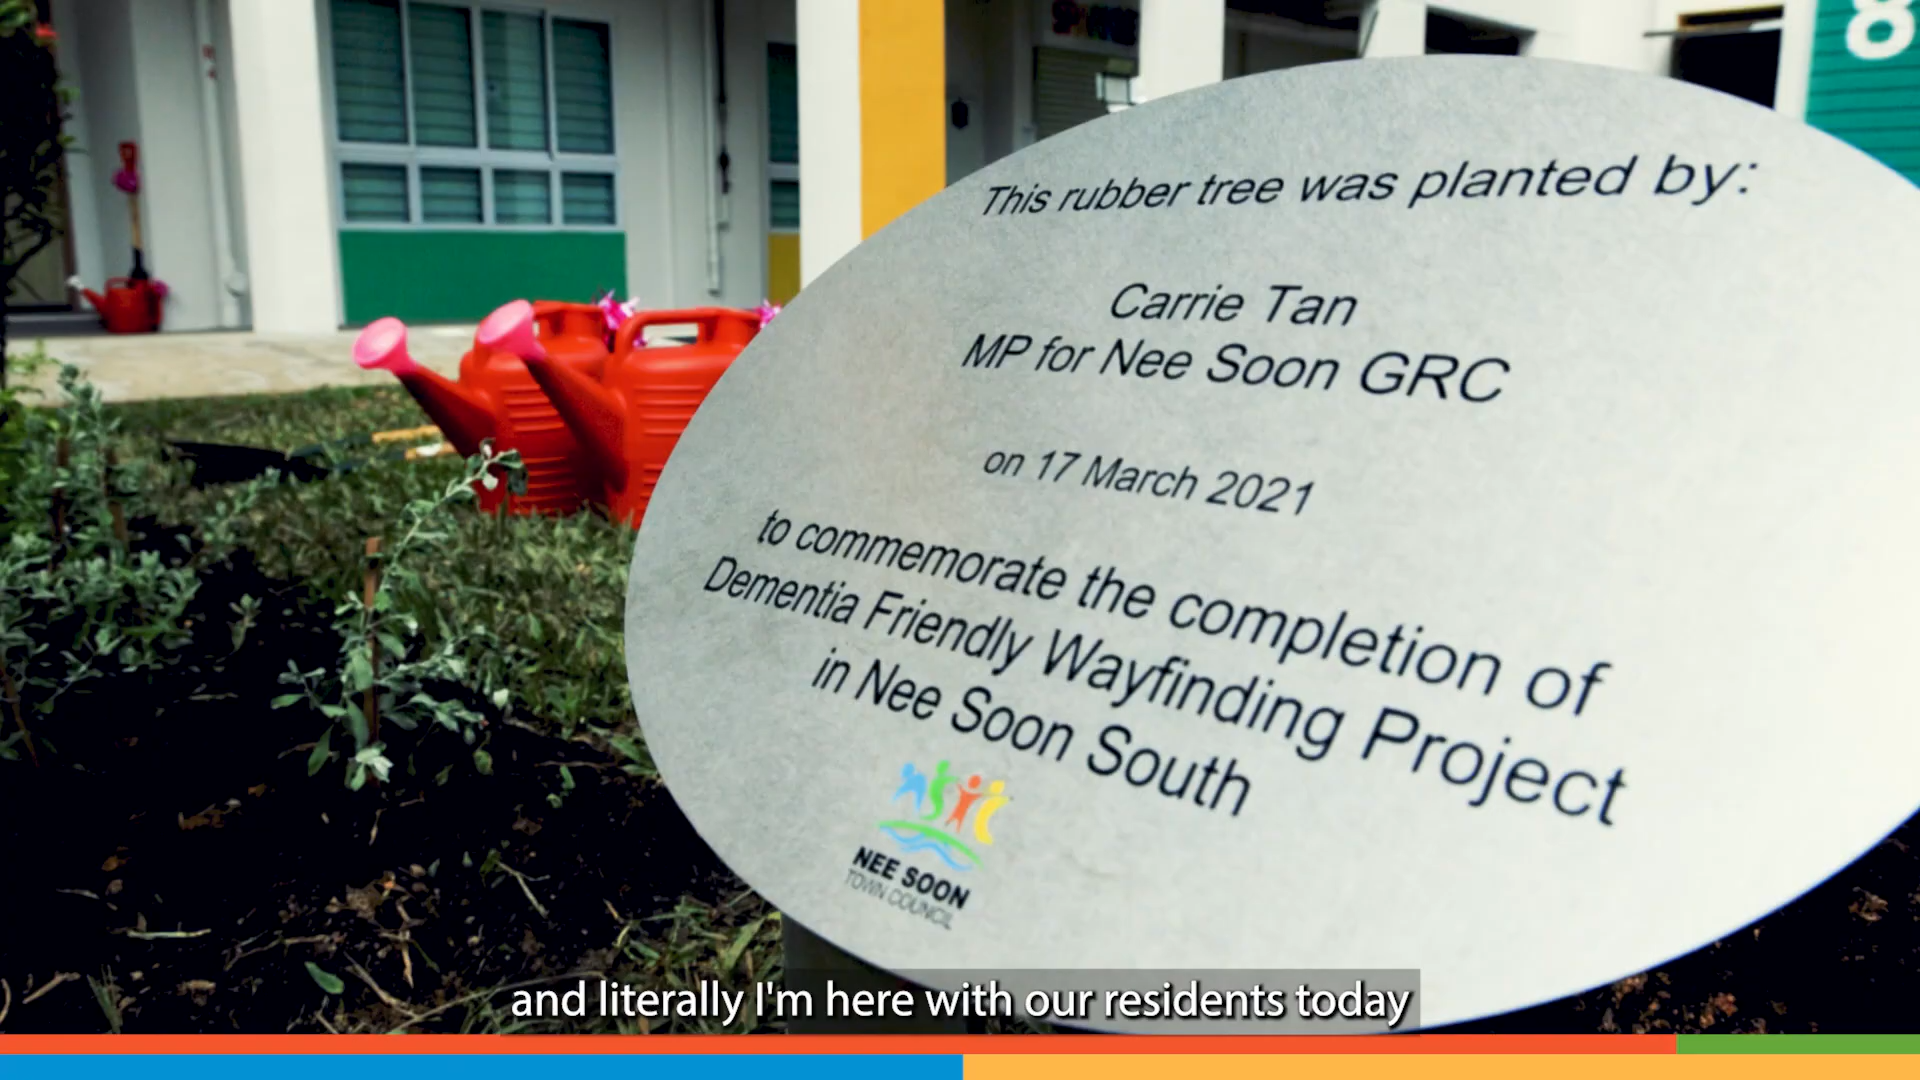 8
This rubber tree was planted by:
Carrie Tan
MP for Nee Soon GRC
on 17 March 2021
to commemorate the completion of
Dementia Friendly Wayfinding Project
in Nee Soon South
NEE SOON
TOWN COUNCIL
and literally I'm here with our residents today